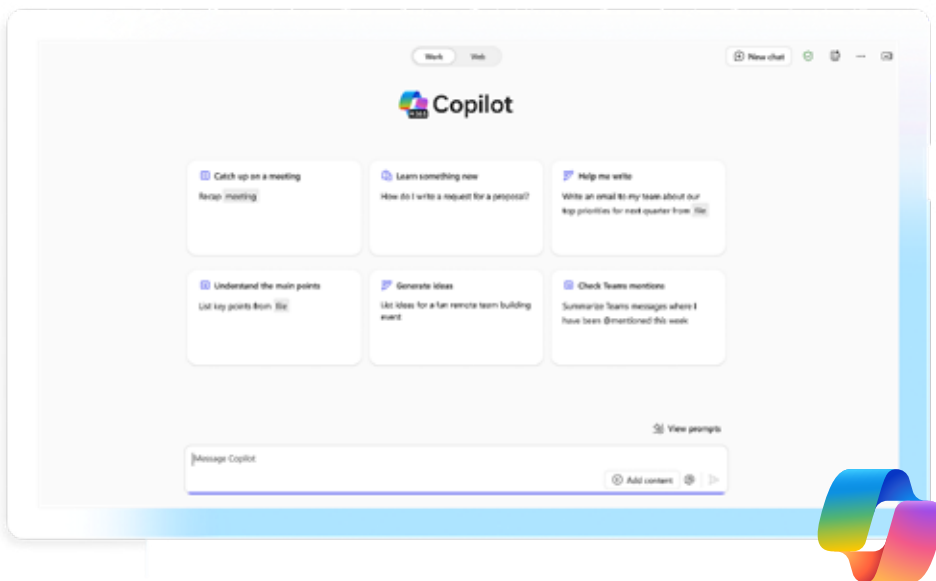 Work Web
New chat
M365
Copilot
Catch up on a meeting
Recap meeting
Learn something new
How do I write a request for a proposal?
Help me write
Write an email to my team about our
top priorities for next quarter from file
Understand the main points
List key points from file
Generate ideas
List ideas for a fun remote team building
event
Check Teams mentions
Summarize Teams messages where I
have been @mentioned this week
View prompts
Message Copilot
Add content